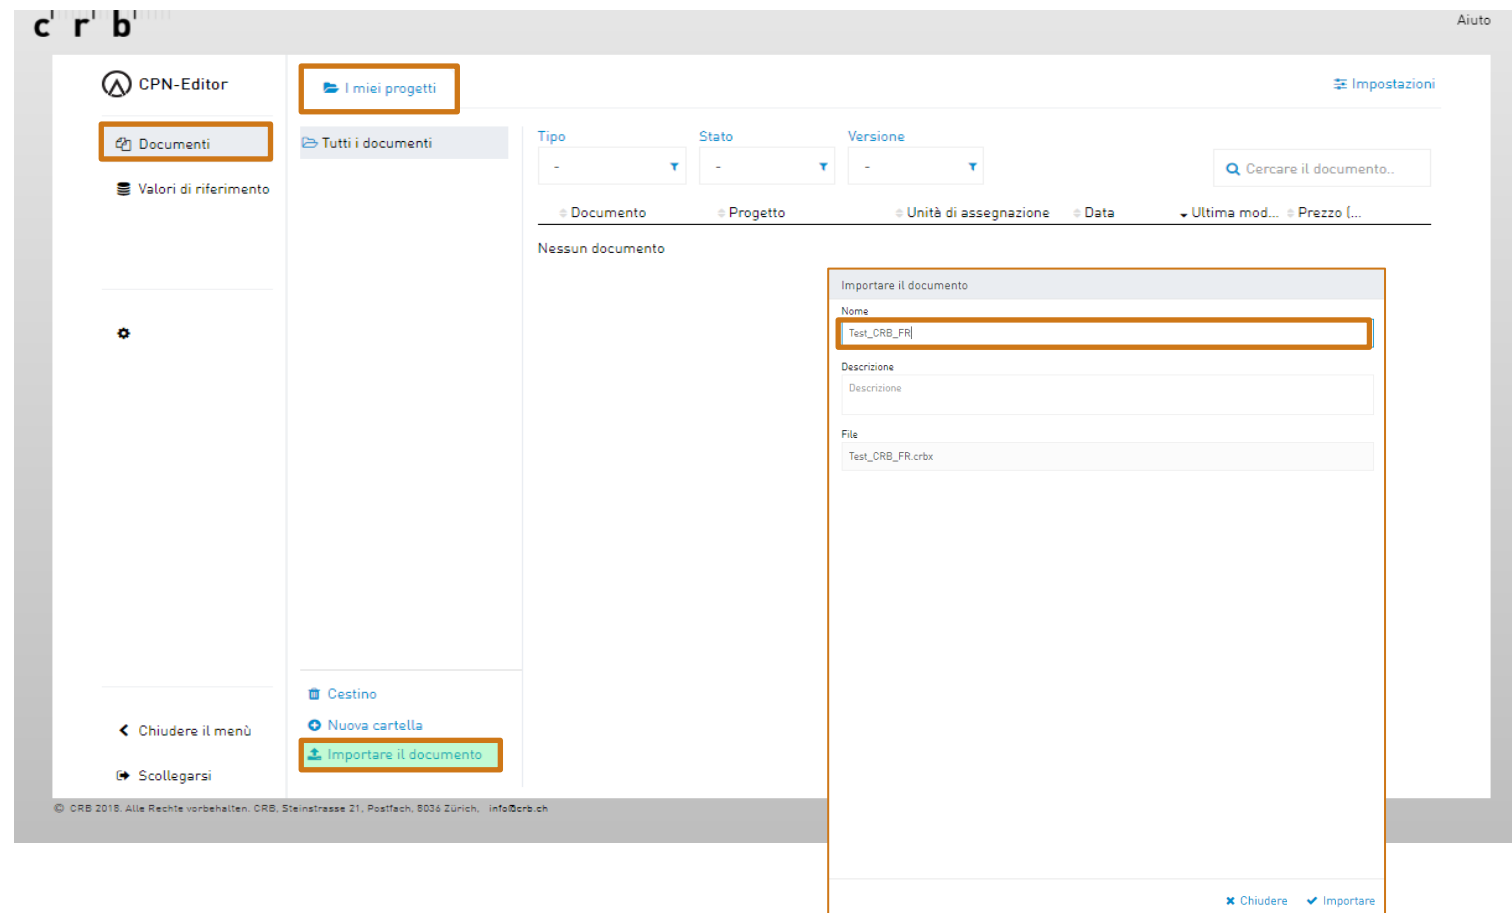 crb
Aiuto
CPN-Editor
I miei progetti
Impostazioni
Documenti
Valori di riferimento
Tutti i documenti
Tipo
Stato
Versione
-
-
-
Cercare il documento..
Documento
Progetto
Unità di assegnazione
Data
Ultima mod...
Prezzo (...
Nessun documento
Importare il documento
Nome
Test_CRB_FR
Descrizione
Descrizione
File
Test_CRB_FR.crbx
Cestino
Nuova cartella
Importare il documento
Chiudere il menù
Scollegarsi
© CRB 2018. Alle Rechte vorbehalten. CRB, Steinstrasse 21, Postfach, 8036 Zürich, info@crb.ch
Chiudere
Importare